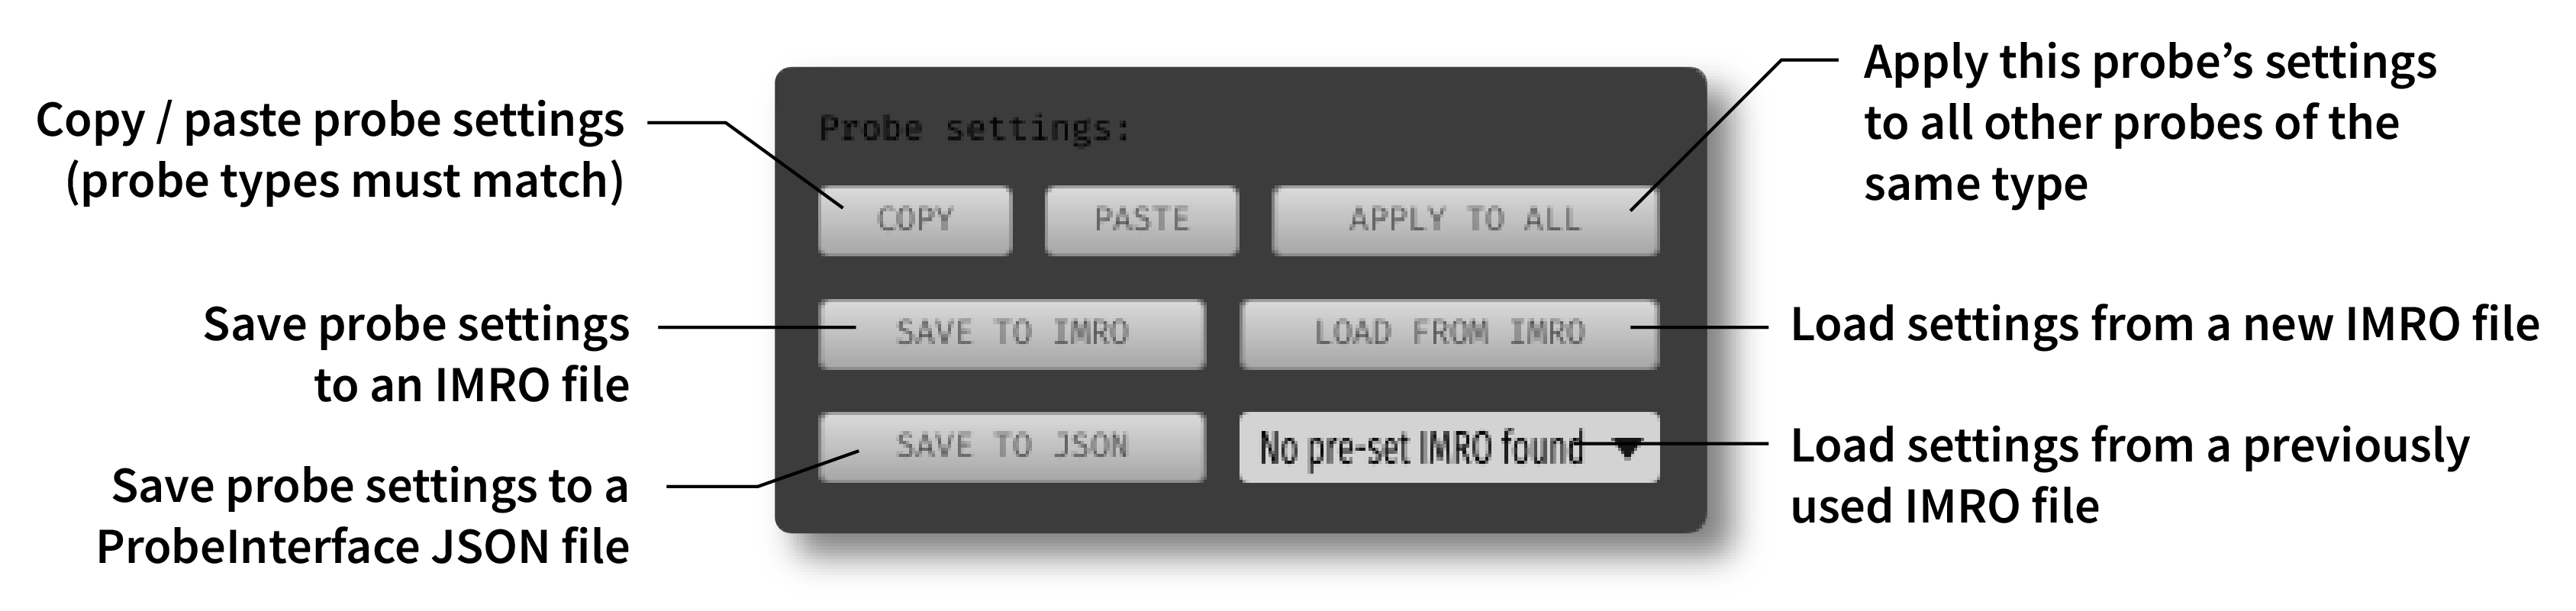 Copy / paste probe settings
(probe types must match)
Save probe settings
to an IMRO file
Save probe settings to a
ProbeInterface JSON file
Probe settings:
COPY
PASTE
APPLY TO ALL
SAVE TO IMRO
LOAD FROM IMRO
SAVE TO JSON
No pre-set IMRO found
Apply this probe’s settings
to all other probes of the
same type
Load settings from a new IMRO file
Load settings from a previously
used IMRO file